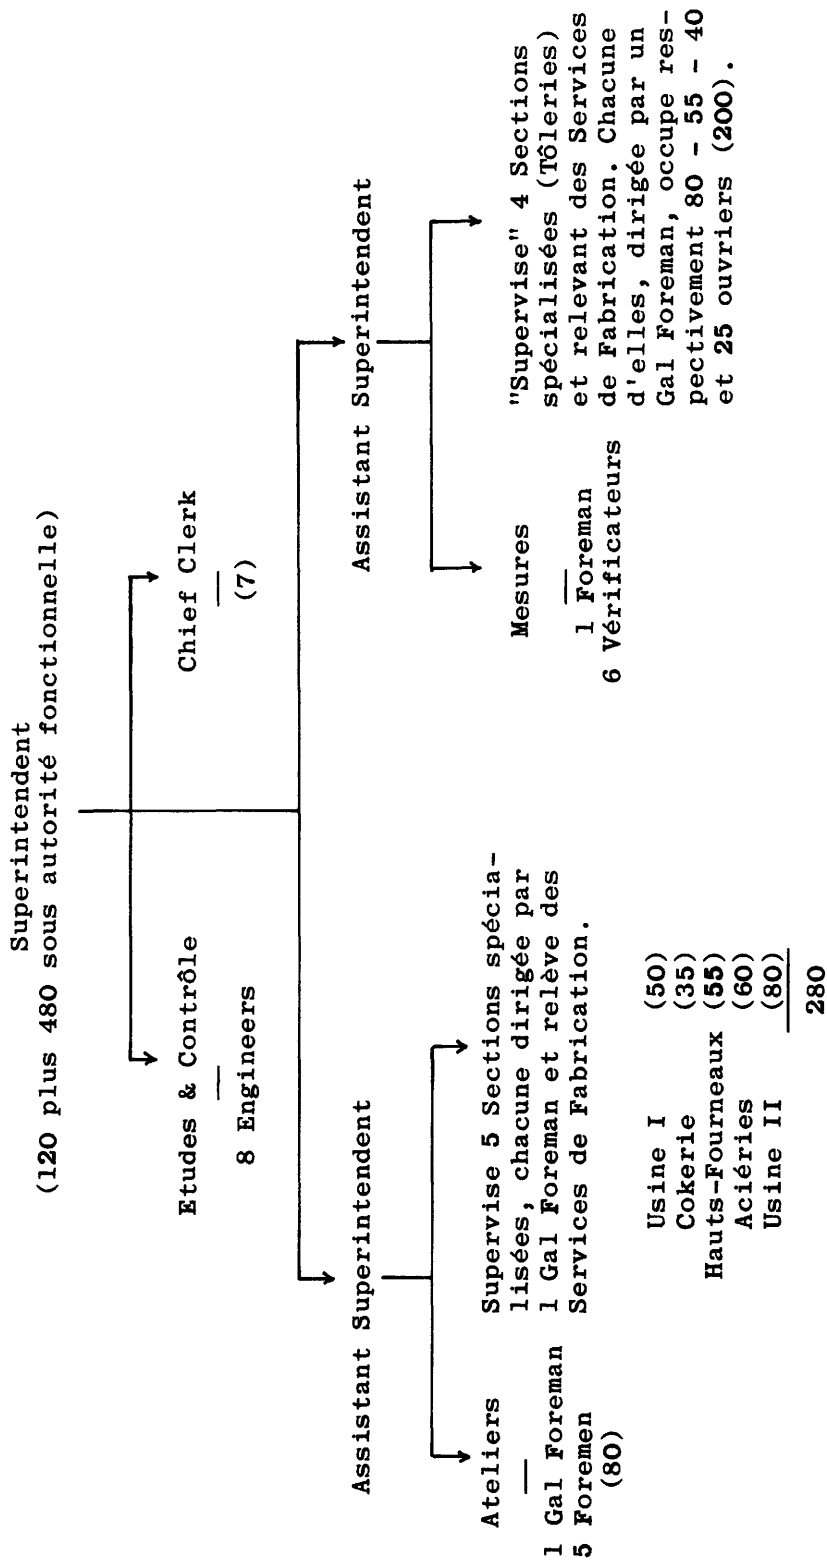 Superintendent
(120 plus 480 sous autorité fonctionnelle)
Etudes & Contrôle
8 Engineers
Chief Clerk
(7)
Assistant Superintendent
Ateliers
1 Gal Foreman
5 Foremen
(80)
Supervise 5 Sections spécia-
lisées, chacune dirigée par
1 Gal Foreman et relève des
Services de Fabrication.
Usine I (50)
Cokerie (35)
Hauts-Fourneaux (55)
Aciéries (60)
Usine II (80)
280
Assistant Superintendent
Mesures
1 Foreman
6 Vérificateurs
"Supervise" 4 Sections
spécialisées (Tôleries)
et relevant des Services
de Fabrication. Chacune
d'elles, dirigée par un
Gal Foreman, occupe res-
pectivement 80 - 55 - 40
et 25 ouvriers (200).